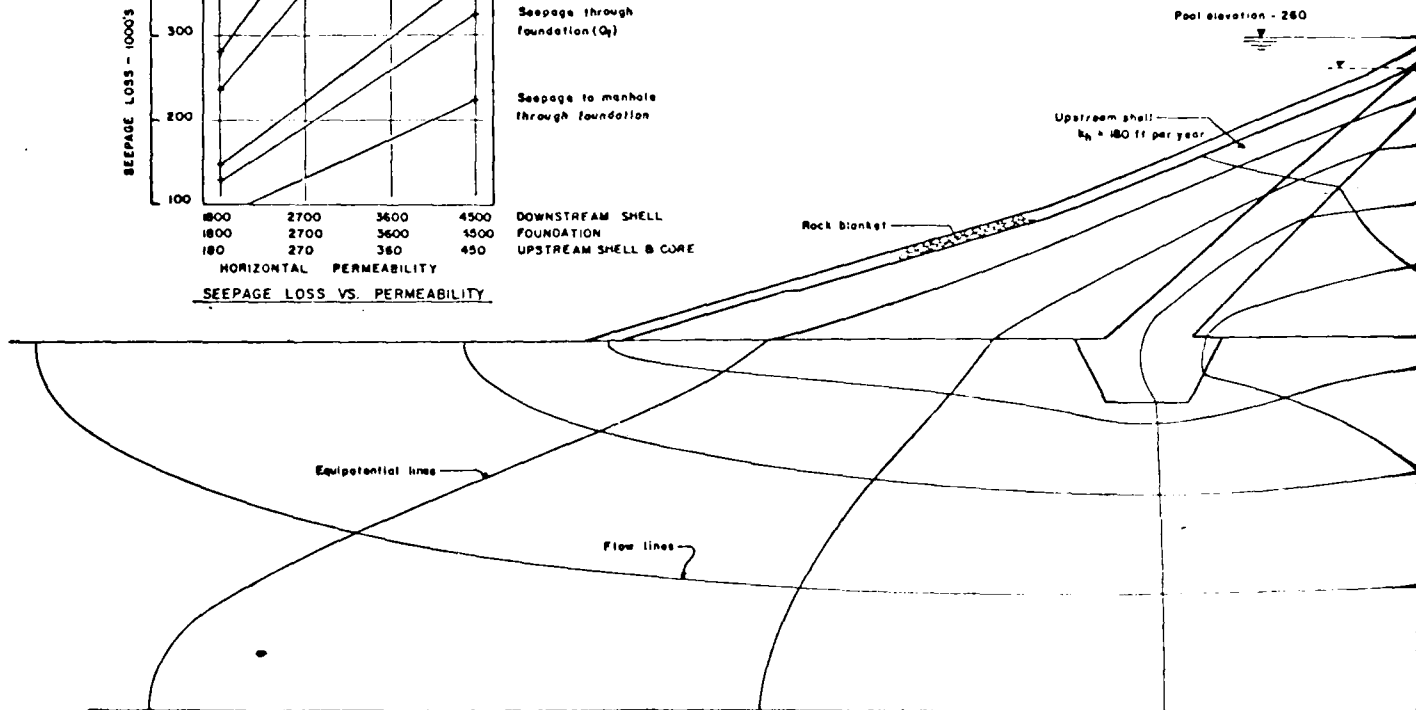 SEEPAGE LOSS - 1000'S
300
200
100
Seepage through
foundation (Qf)
Seepage to manhole
through foundation
1800 2700 3600 4500 DOWNSTREAM SHELL
1800 2700 3600 4500 FOUNDATION
180 270 360 450 UPSTREAM SHELL & CORE
HORIZONTAL PERMEABILITY
SEEPAGE LOSS VS. PERMEABILITY
Pool elevation - 260
Upstream shell
kh = 180 ft per year
Rock blanket
Equipotential lines
Flow lines